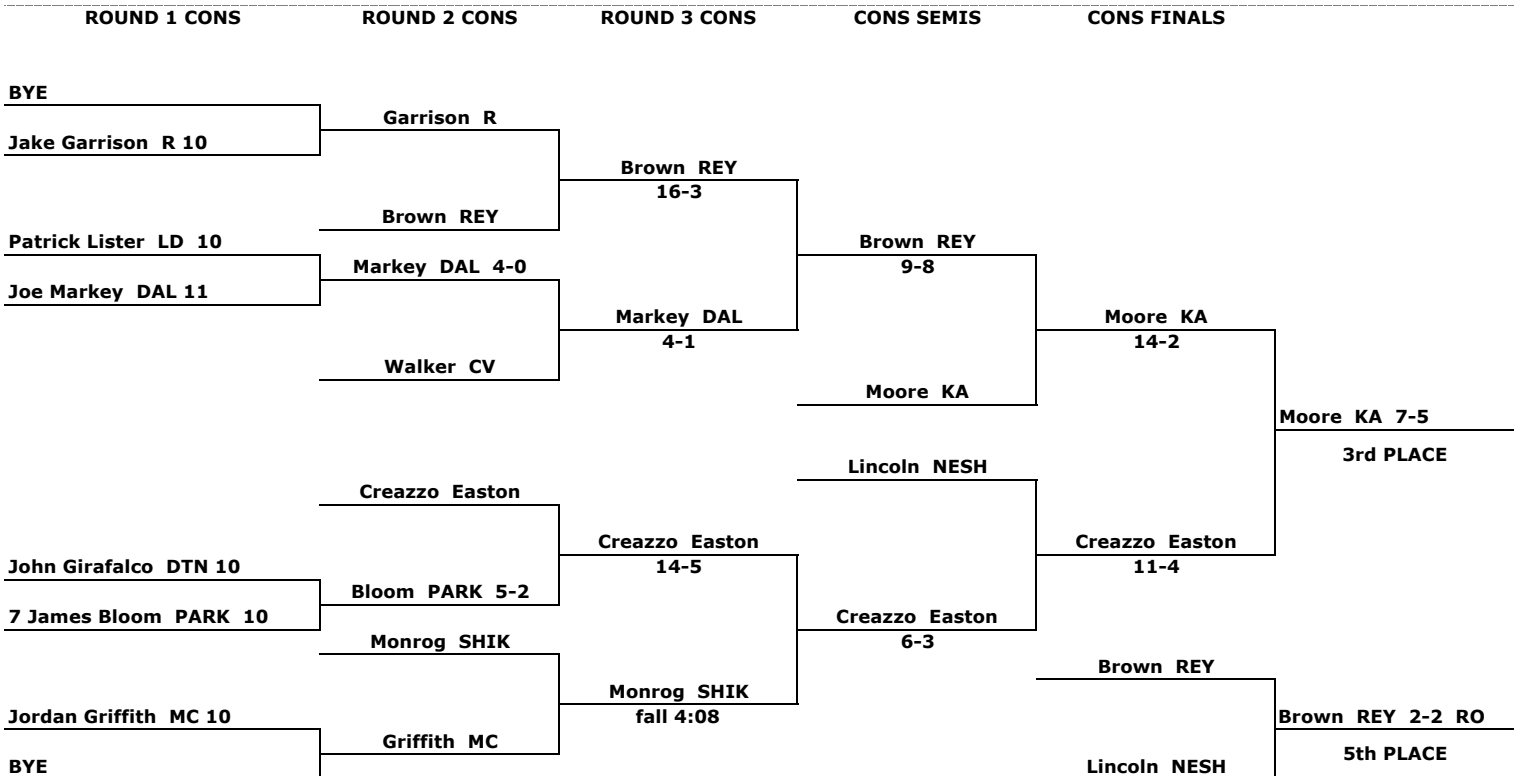 ROUND 1 CONS ROUND 2 CONS ROUND 3 CONS CONS SEMIS CONS FINALS
BYE
Garrison R
Jake Garrison R 10
Brown REY
16-3
Brown REY
Patrick Lister LD 10
Brown REY
Markey DAL 4-0
9-8
Joe Markey DAL 11
Markey DAL
Moore KA
4-1
14-2
Walker CV
Moore KA
Moore KA 7-5
3rd PLACE
Lincoln NESH
Creazzo Easton
Creazzo Easton
Creazzo Easton
John Girafalco DTN 10
14-5
11-4
Bloom PARK 5-2
7 James Bloom PARK 10
Creazzo Easton
Monrog SHIK
6-3
Brown REY
Monrog SHIK
Jordan Griffith MC 10
fall 4:08
Brown REY 2-2 RO
Griffith MC
5th PLACE
BYE
Lincoln NESH